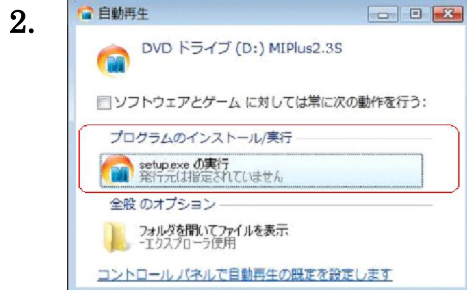 2.
自動再生
DVD ドライブ (D:) MIPlus2.3S
ソフトウェアとゲーム に対しては常に次の動作を行う:
プログラムのインストール/実行
setup.exe の実行
発行元は指定されていません
全般 のオプション
フォルダを開いてファイルを表示
-エクスプローラ使用
コントロール パネルで自動再生の既定を設定します